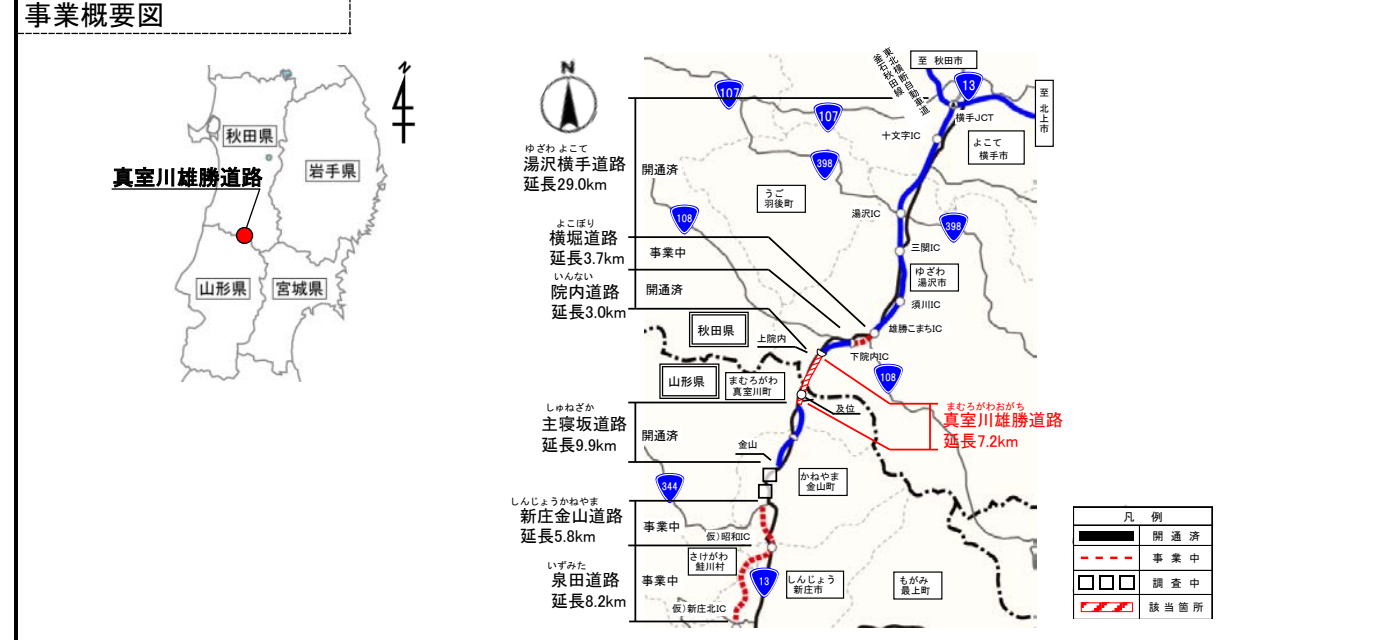 事業概要図
秋田県
岩手県
真室川雄勝道路
山形県
宮城県
N
ゆざわ よこて
湯沢横手道路
延長29.0km
開通済
よこぼり
横堀道路
延長3.7km
事業中
いんない
院内道路
延長3.0km
開通済
しゅねざか
主寝坂道路
延長9.9km
開通済
しんじょうかねやま
新庄金山道路
延長5.8km
事業中
いずみた
泉田道路
延長8.2km
事業中
東北横断自動車道
釜石秋田線
至 秋田市
13
至 北上市
107
107
横手JCT
十文字IC
よこて
横手市
398
うご
羽後町
湯沢IC
108
398
三関IC
ゆざわ
湯沢市
須川IC
雄勝こまちIC
秋田県
上院内
下院内IC
108
山形県
まむろがわ
真室川町
及位
まむろがわおがち
真室川雄勝道路
延長7.2km
金山
344
かねやま
金山町
仮)昭和IC
さけがわ
鮭川村
13
しんじょう
新庄市
もがみ
最上町
仮)新庄北IC
凡 例
開 通 済
事 業 中
調 査 中
該 当 箇 所